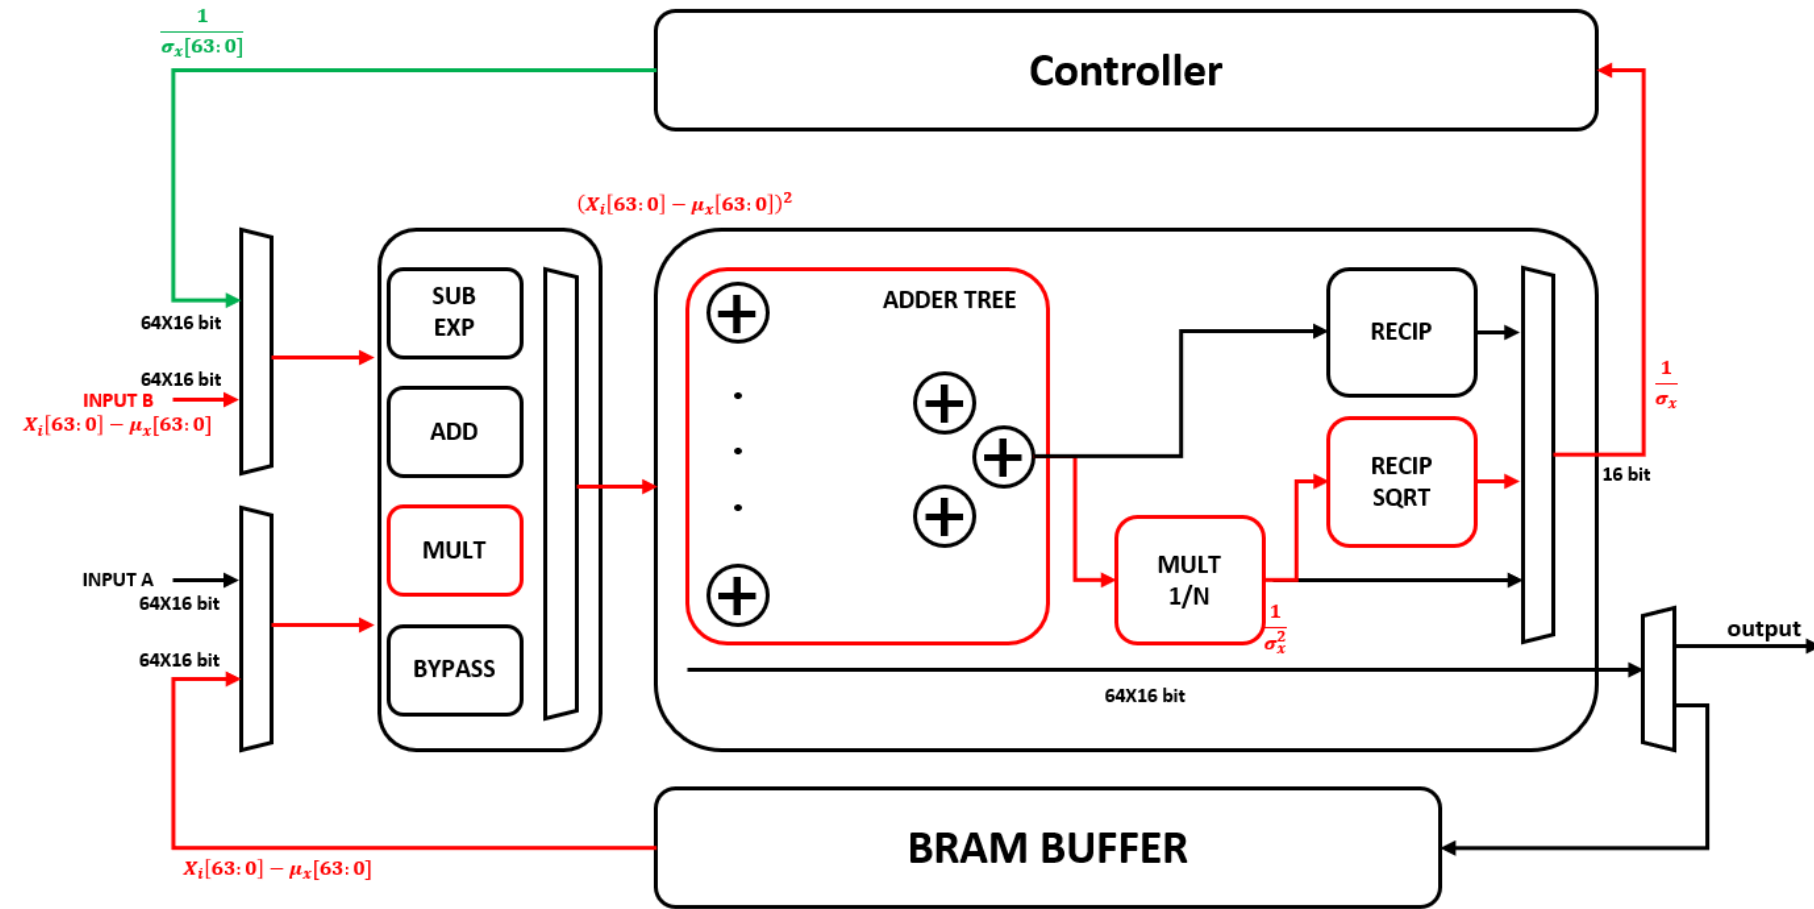 1
σₓ[63:0]
Controller
(Xᵢ[63:0] − μₓ[63:0])²
64X16 bit
64X16 bit
INPUT B
Xᵢ[63:0] − μₓ[63:0]
INPUT A
64X16 bit
64X16 bit
SUB
EXP
ADD
MULT
BYPASS
ADDER TREE
RECIP
RECIP
SQRT
MULT
1/N
1
σₓ²
1
σₓ
16 bit
64X16 bit
output
BRAM BUFFER
Xᵢ[63:0] − μₓ[63:0]